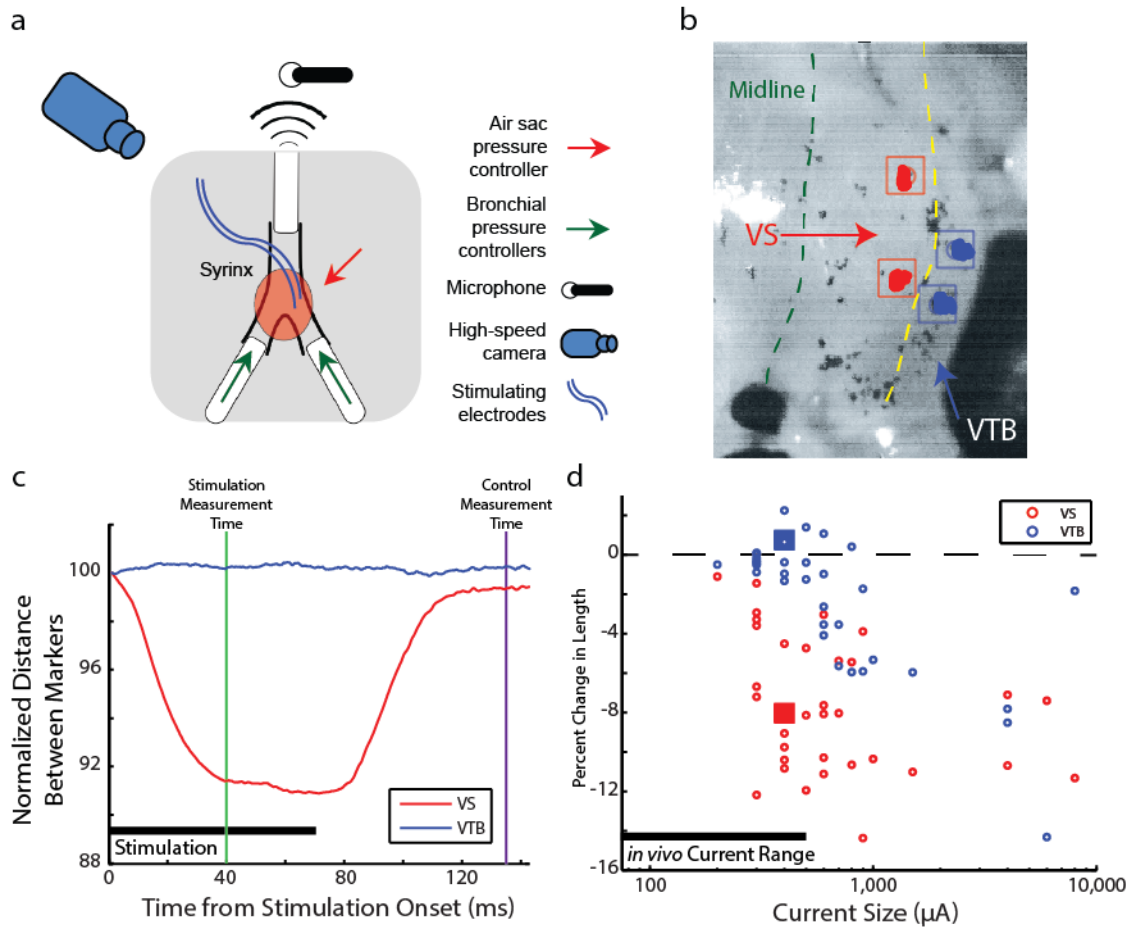 a
Syrinx
Air sac
pressure
controller
Bronchial
pressure
controllers
Microphone
High-speed
camera
Stimulating
electrodes
b
Midline
VS
VTB
c
Stimulation
Measurement
Time
Control
Measurement
Time
Normalized Distance
Between Markers
100
96
92
88
Stimulation
VS
VTB
0
40
80
120
Time from Stimulation Onset (ms)
d
VS
VTB
Percent Change in Length
0
-4
-8
-12
-16
in vivo Current Range
100
1,000
10,000
Current Size (µA)